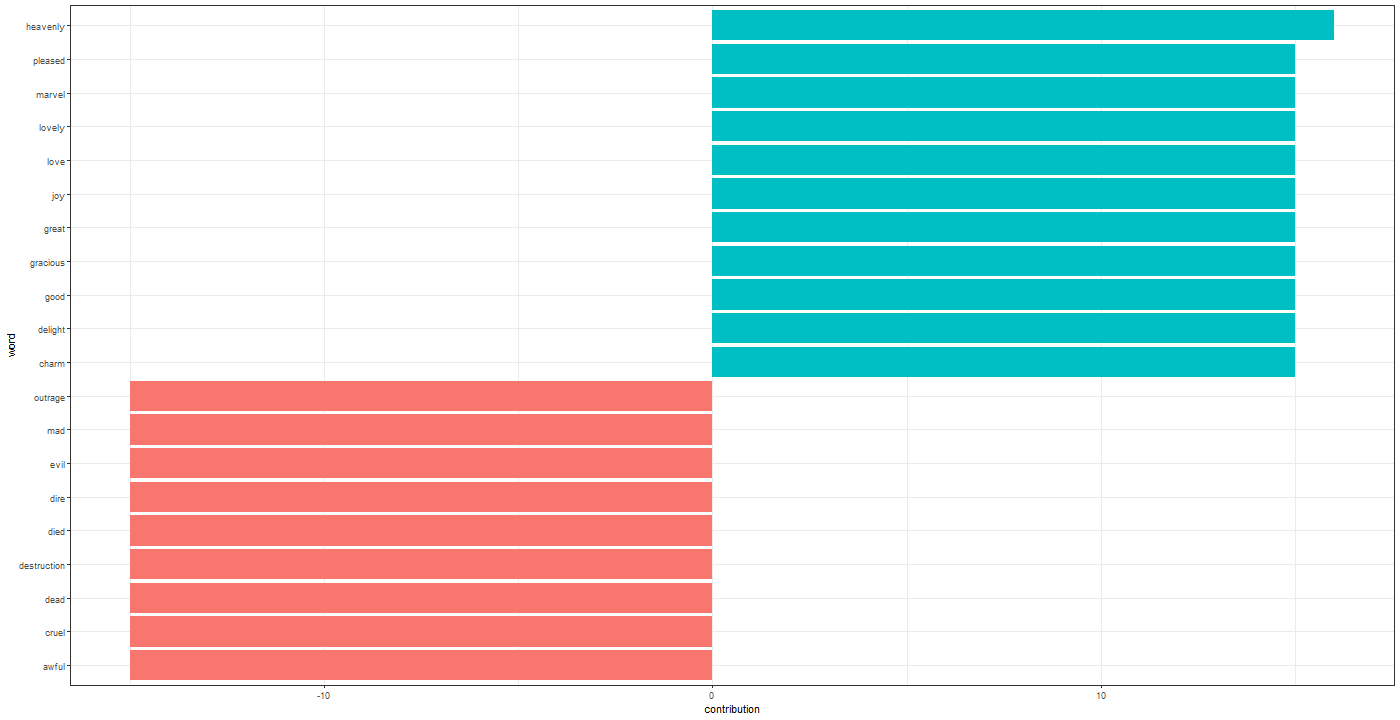 heavenly
pleased
marvel
lovely
love
joy
great
gracious
good
delight
charm
outrage
mad
evil
dire
died
destruction
dead
cruel
awful
word
-10 0 10
contribution